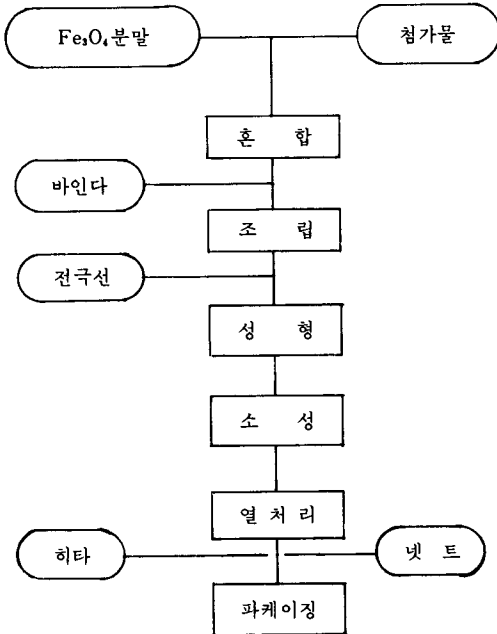 Fe₃O₄분말
첨가물
혼 합
바인다
조 립
전극선
성 형
소 성
열 처 리
히타
넷 트
파케이징